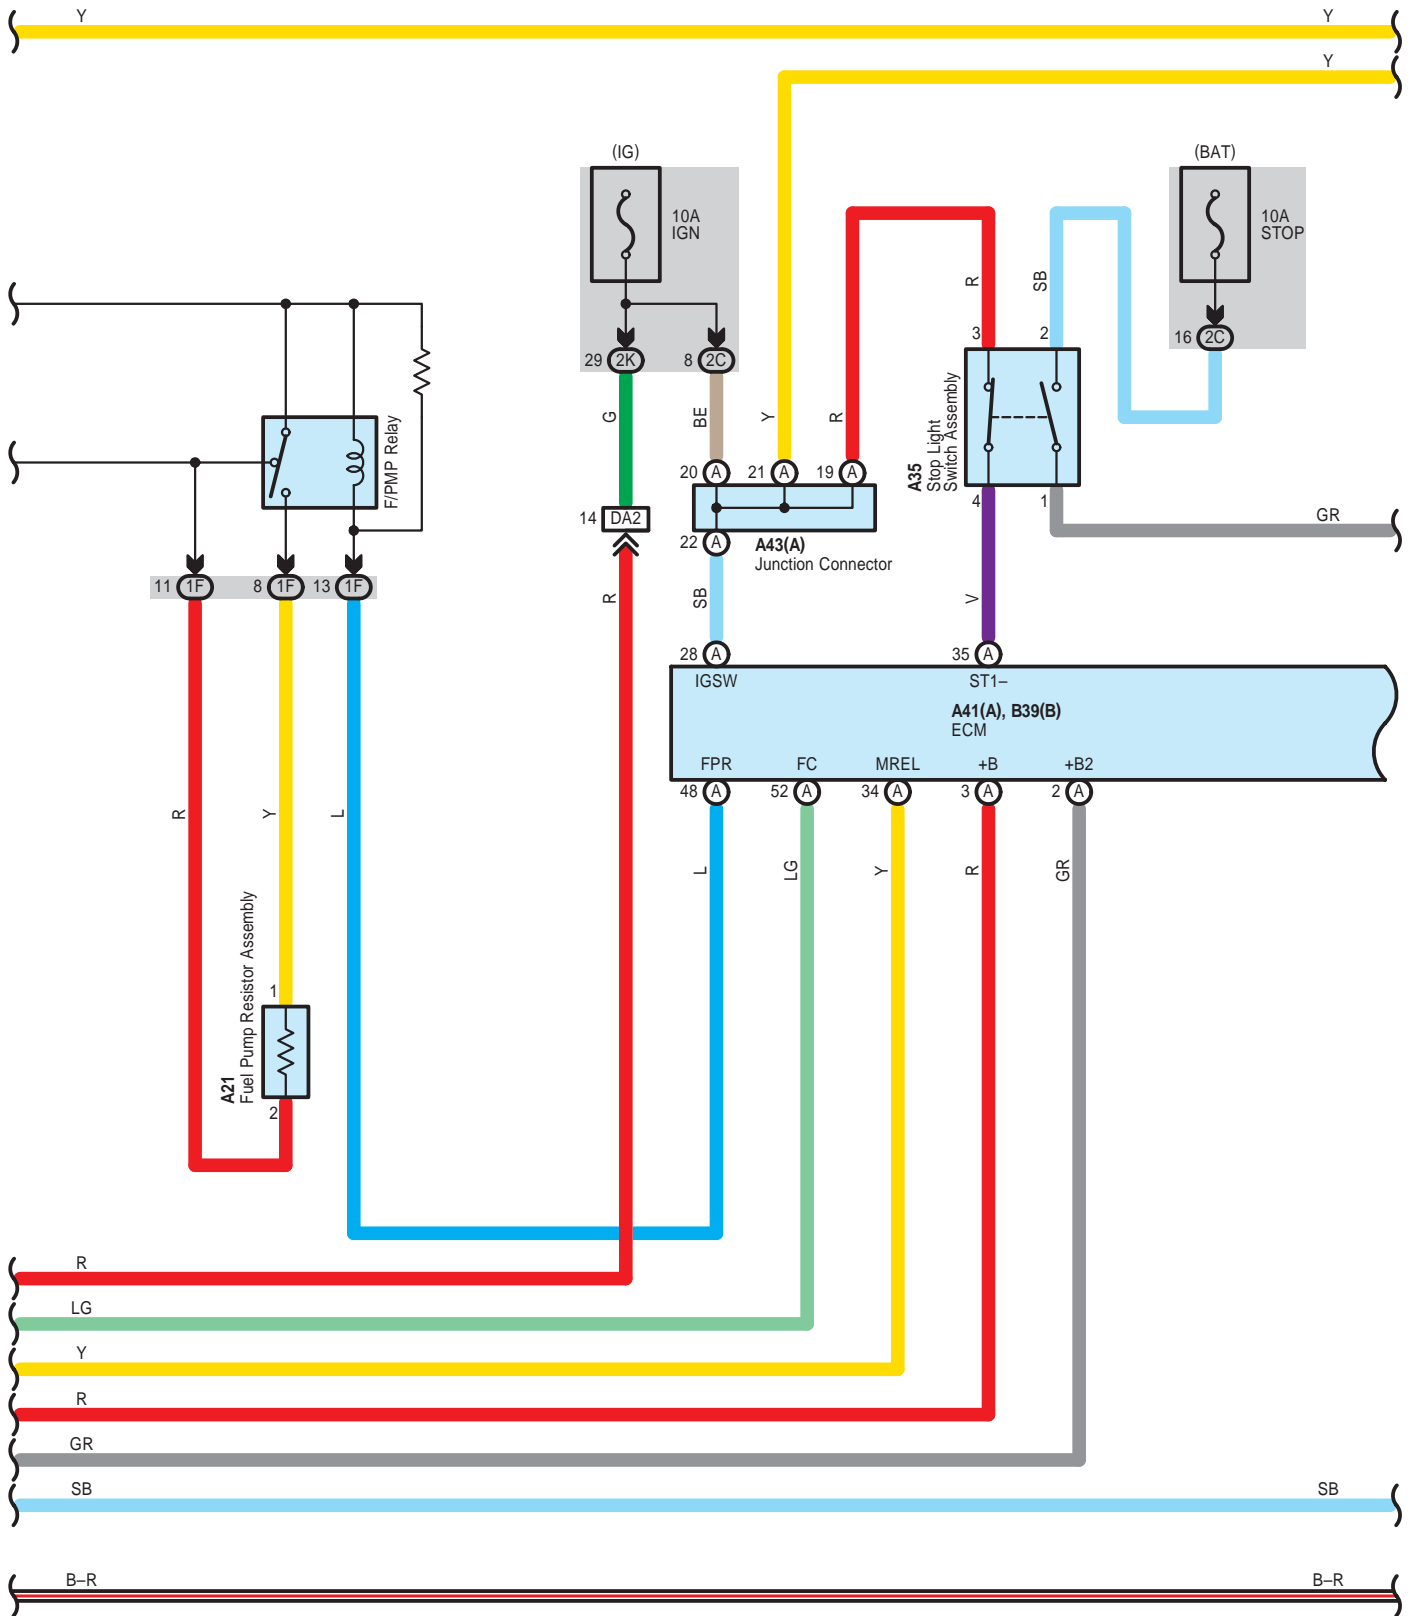 Y Y
Y
(IG) (BAT)
10A
IGN
10A
STOP
R SB
3 2
29 2K 8 2C 16 2C
F/PMP Relay
G BE Y R
A35
Stop Light
Switch Assembly
20 A 21 A 19 A
4 1
14 DA2
GR
22 A
A43(A)
Junction Connector
11 1F 8 1F 13 1F
R SB V
28 A 35 A
IGSW ST1–
A41(A), B39(B)
ECM
FPR FC MREL +B +B2
48 A 52 A 34 A 3 A 2 A
R Y L
L LG Y R GR
A21
Fuel Pump Resistor Assembly
1
2
R
LG
Y
R
GR
SB SB
B–R B–R